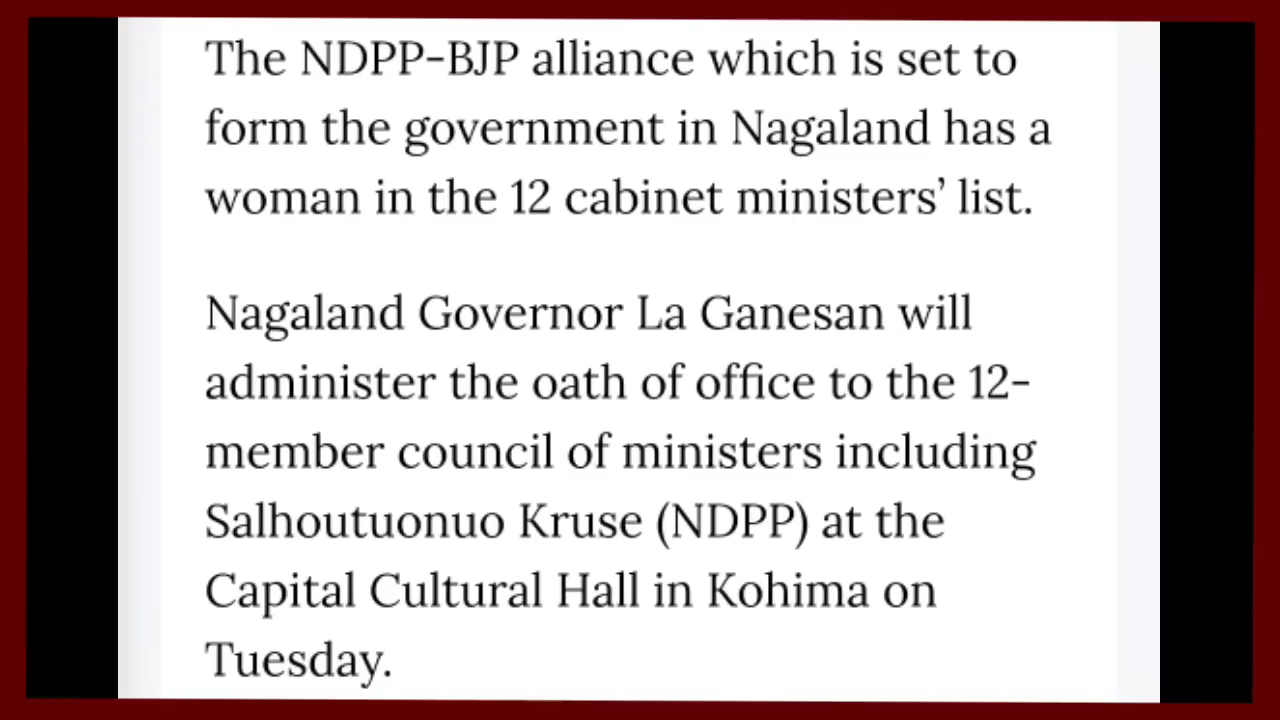 The NDPP-BJP alliance which is set to
form the government in Nagaland has a
woman in the 12 cabinet ministers’ list.
Nagaland Governor La Ganesan will
administer the oath of office to the 12-
member council of ministers including
Salhoutuonuo Kruse (NDPP) at the
Capital Cultural Hall in Kohima on
Tuesday.